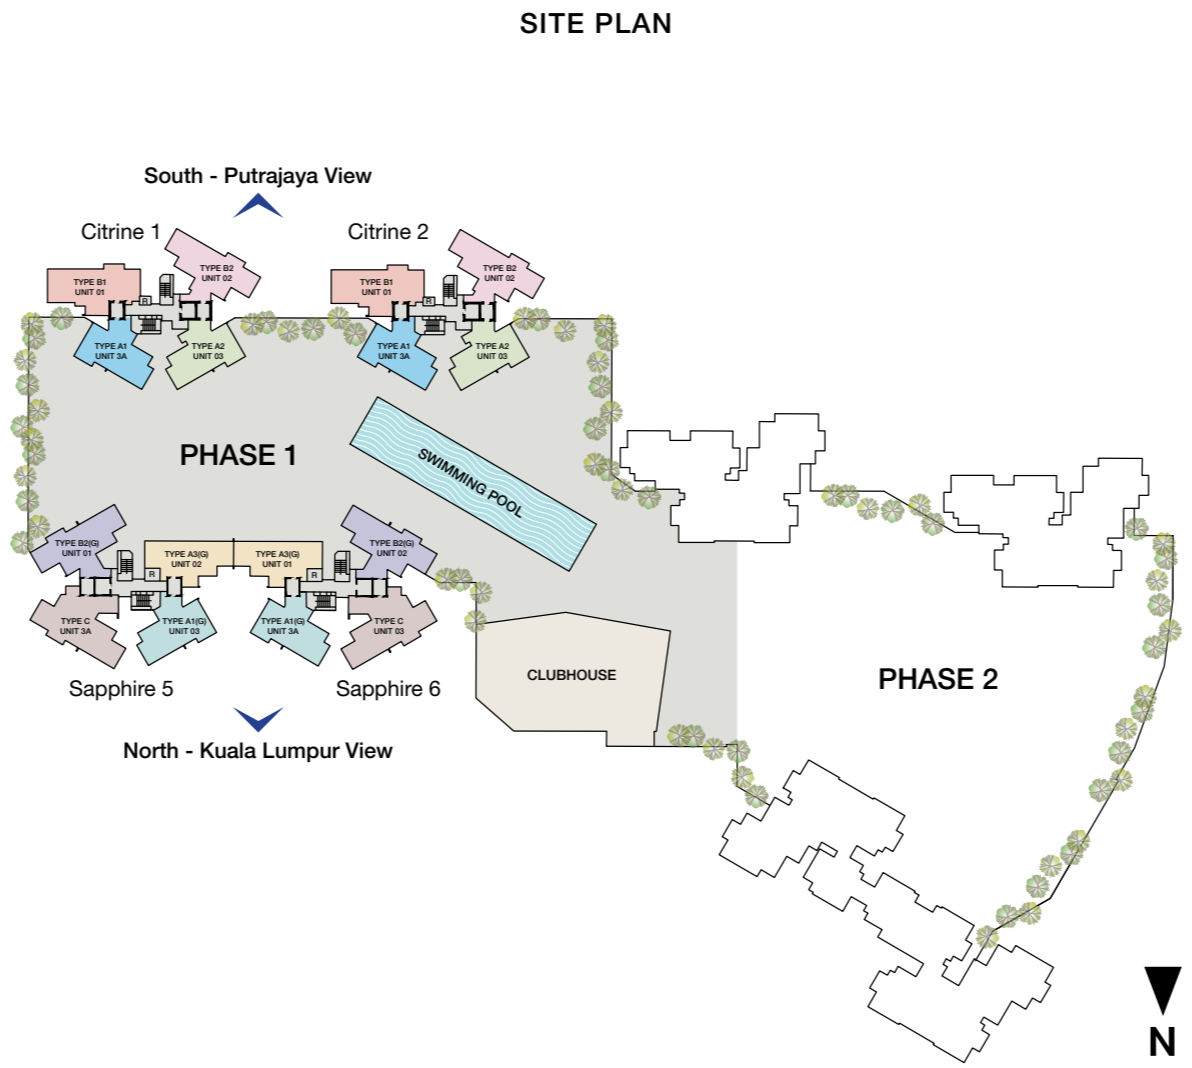 SITE PLAN
South - Putrajaya View
Citrine 1
Citrine 2
TYPE B2
UNIT 02
TYPE B1
UNIT 01
R
TYPE A1
UNIT 3A
TYPE A2
UNIT 03
TYPE B2
UNIT 02
TYPE B1
UNIT 01
R
TYPE A1
UNIT 3A
TYPE A2
UNIT 03
PHASE 1
SWIMMING POOL
TYPE B2(G)
UNIT 01
TYPE A3(G)
UNIT 02
R
TYPE C
UNIT 3A
TYPE A1(G)
UNIT 03
TYPE A3(G)
UNIT 01
R
TYPE B2(G)
UNIT 02
TYPE A1(G)
UNIT 3A
TYPE C
UNIT 03
Sapphire 5
Sapphire 6
North - Kuala Lumpur View
CLUBHOUSE
PHASE 2
N